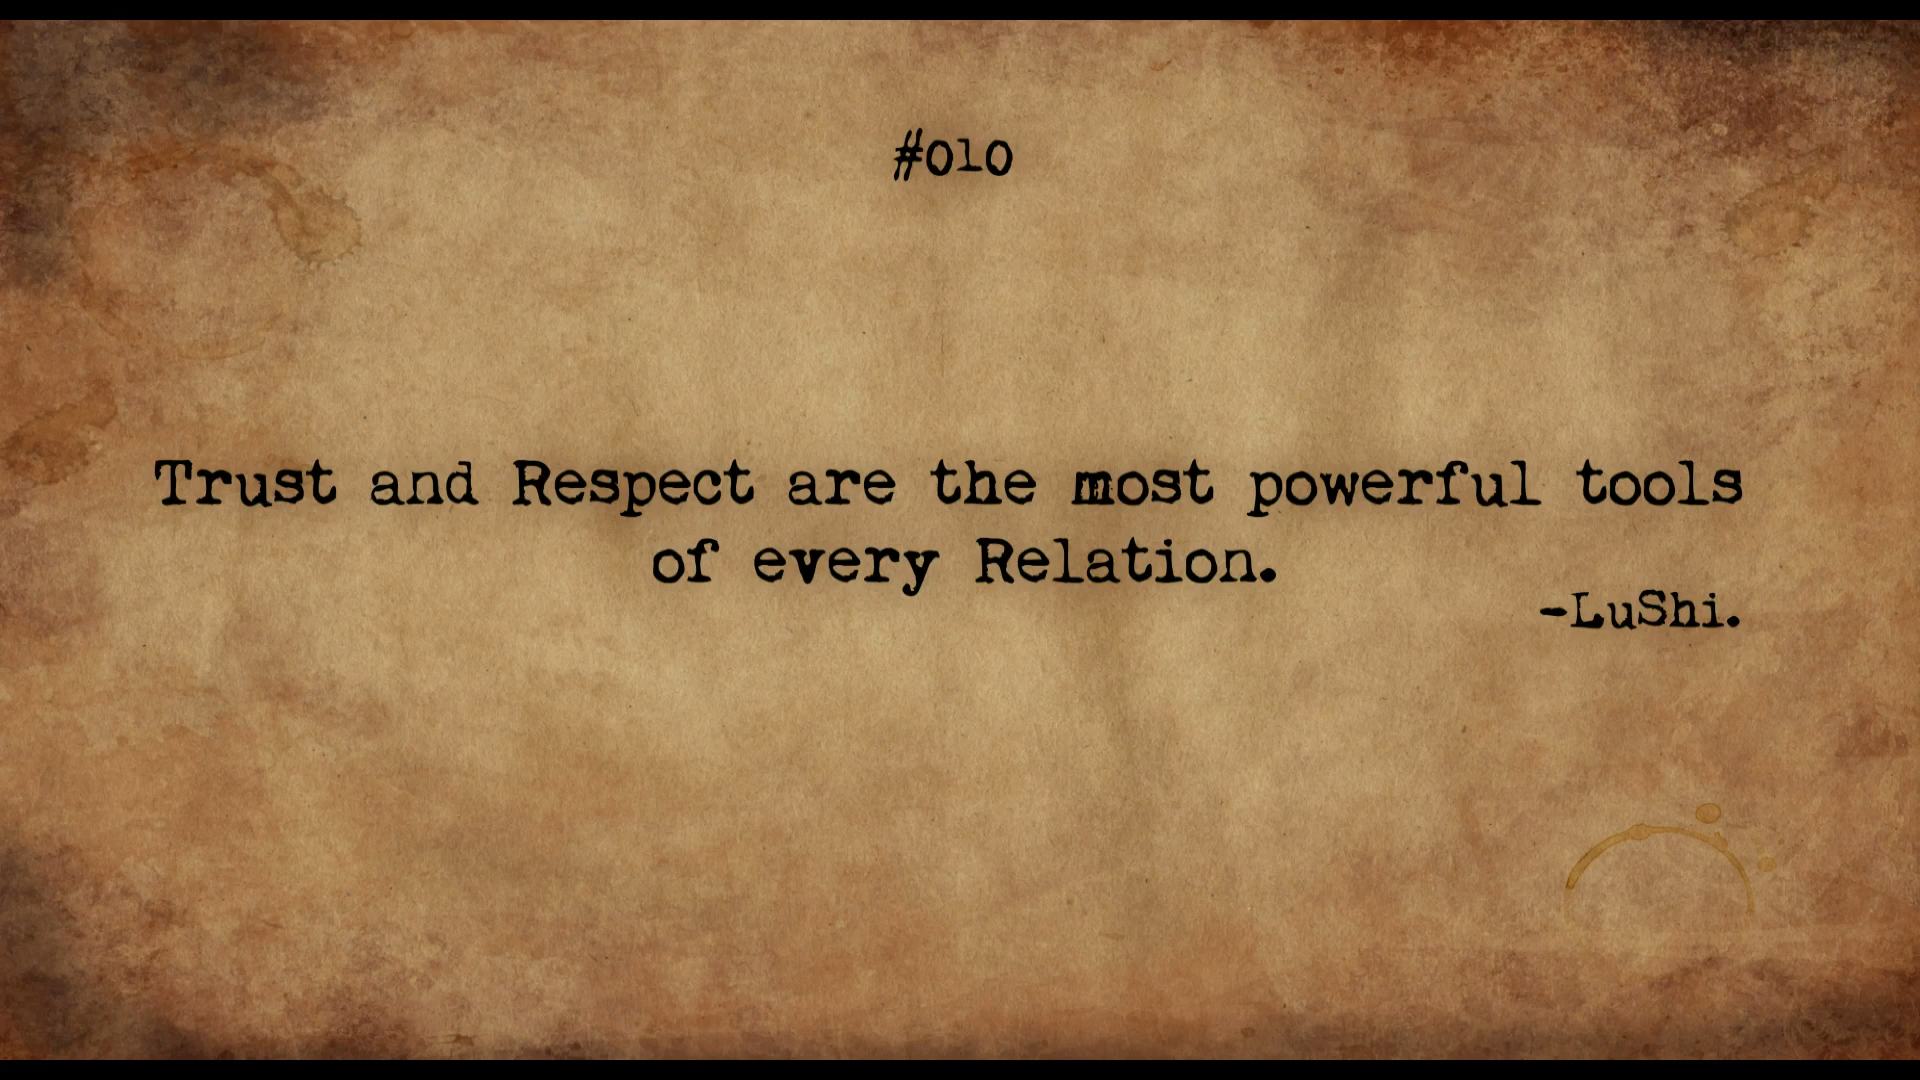 #010
Trust and Respect are the most powerful tools
of every Relation.
-LuShi.